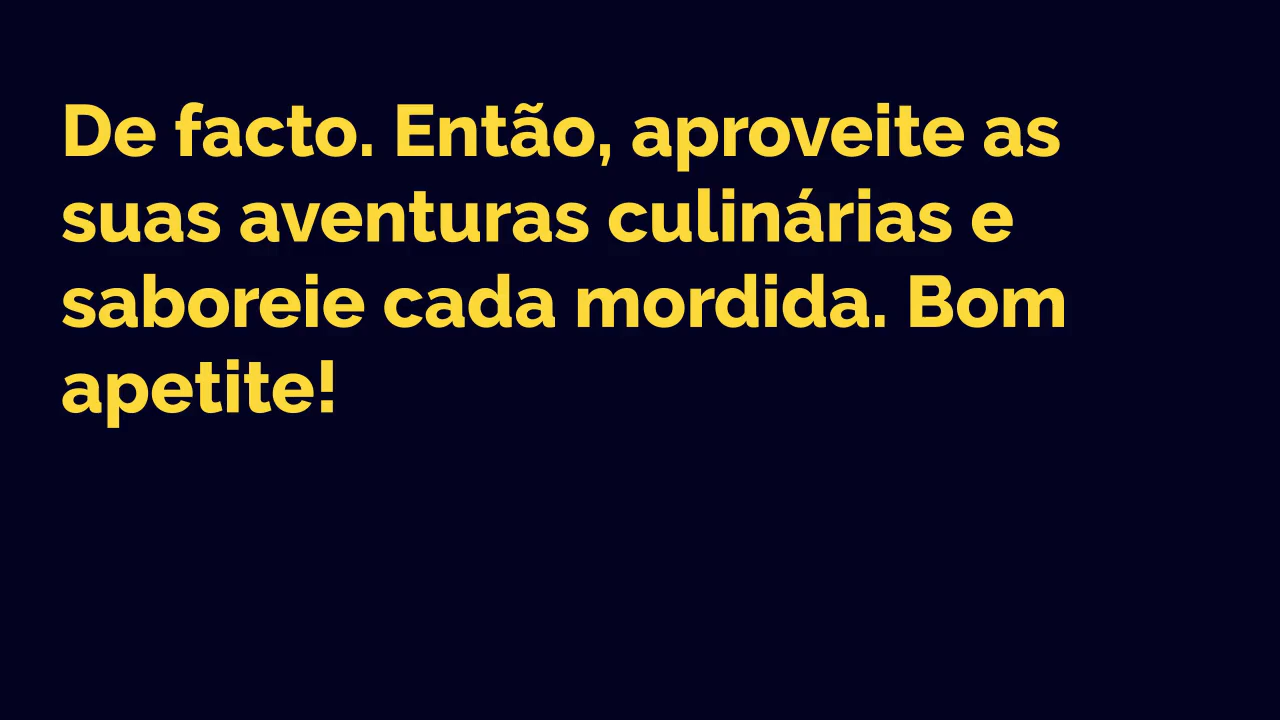 De facto. Então, aproveite as
suas aventuras culinárias e
saboreie cada mordida. Bom
apetite!